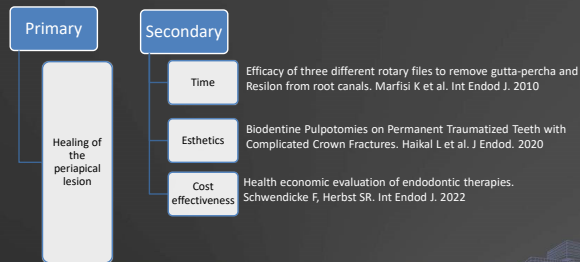 Primary
Healing of
the
periapical
lesion
Secondary
Time
Efficacy of three different rotary files to remove gutta-percha and
Resilon from root canals. Marfisi K et al. Int Endod J. 2010
Esthetics
Biodentine Pulpotomies on Permanent Traumatized Teeth with
Complicated Crown Fractures. Haikal L et al. J Endod. 2020
Cost
effectiveness
Health economic evaluation of endodontic therapies.
Schwendicke F, Herbst SR. Int Endod J. 2022